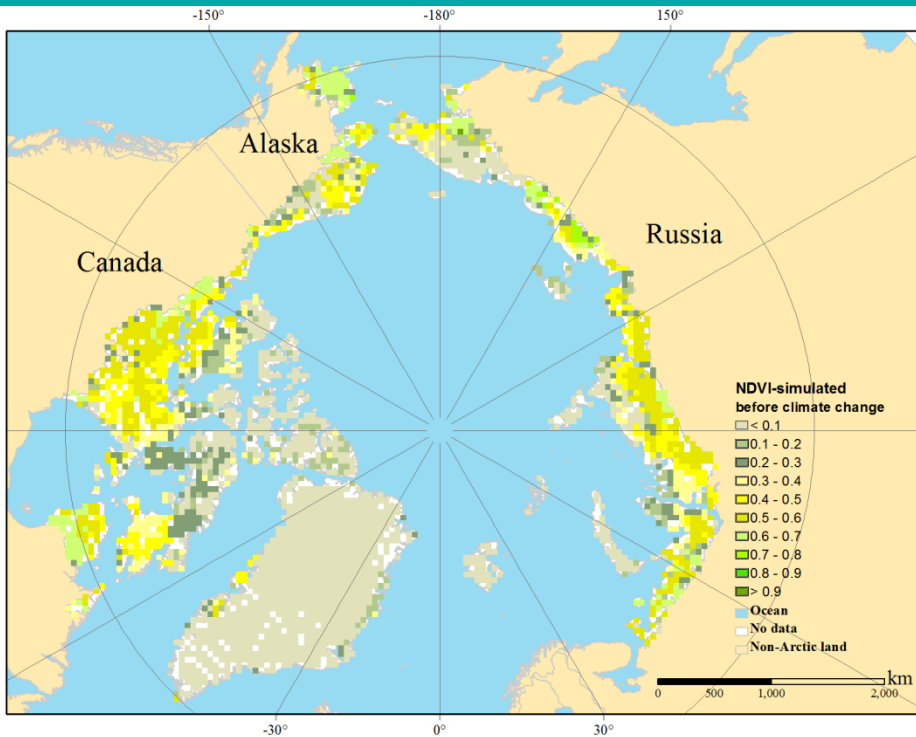 -150°
-180°
150°
Alaska
Russia
Canada
NDVI-simulated
before climate change
< 0.1
0.1 - 0.2
0.2 - 0.3
0.3 - 0.4
0.4 - 0.5
0.5 - 0.6
0.6 - 0.7
0.7 - 0.8
0.8 - 0.9
> 0.9
Ocean
No data
Non-Arctic land
km
0 500 1,000 2,000
-30°
0°
30°